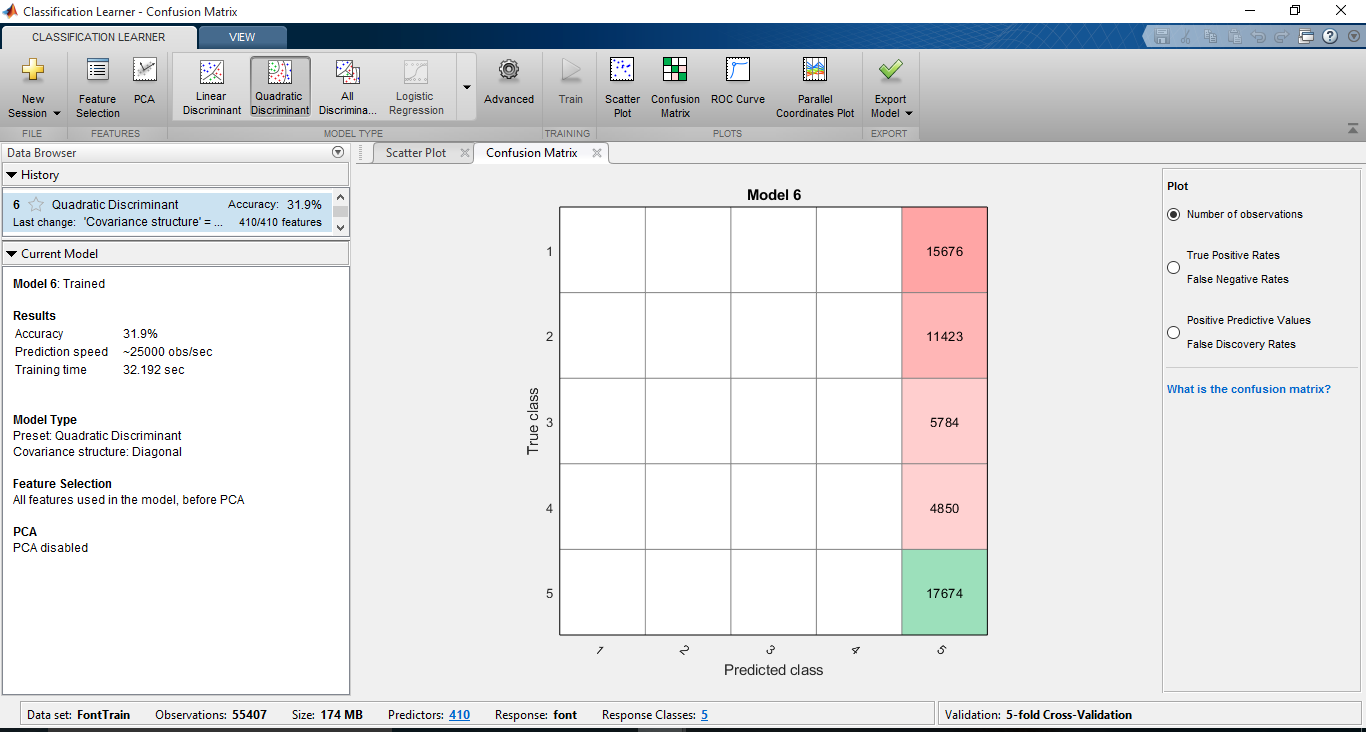 Classification Learner - Confusion Matrix
CLASSIFICATION LEARNER VIEW
New Session
Feature Selection
PCA
Linear Discriminant
Quadratic Discriminant
All Discrimina...
Logistic Regression
Advanced
Train
Scatter Plot
Confusion Matrix
ROC Curve
Parallel Coordinates Plot
Export Model
FILE FEATURES MODEL TYPE TRAINING PLOTS EXPORT
Data Browser
Scatter Plot Confusion Matrix
History
6 Quadratic Discriminant Accuracy: 31.9%
Last change: 'Covariance structure' = ... 410/410 features
Current Model
Model 6: Trained
Results
Accuracy 31.9%
Prediction speed ~25000 obs/sec
Training time 32.192 sec
Model Type
Preset: Quadratic Discriminant
Covariance structure: Diagonal
Feature Selection
All features used in the model, before PCA
PCA
PCA disabled
Model 6
True class
1 15676
2 11423
3 5784
4 4850
5 17674
1 2 3 4 5
Predicted class
Plot
Number of observations
True Positive Rates
False Negative Rates
Positive Predictive Values
False Discovery Rates
What is the confusion matrix?
Data set: FontTrain Observations: 55407 Size: 174 MB Predictors: 410 Response: font Response Classes: 5 Validation: 5-fold Cross-Validation